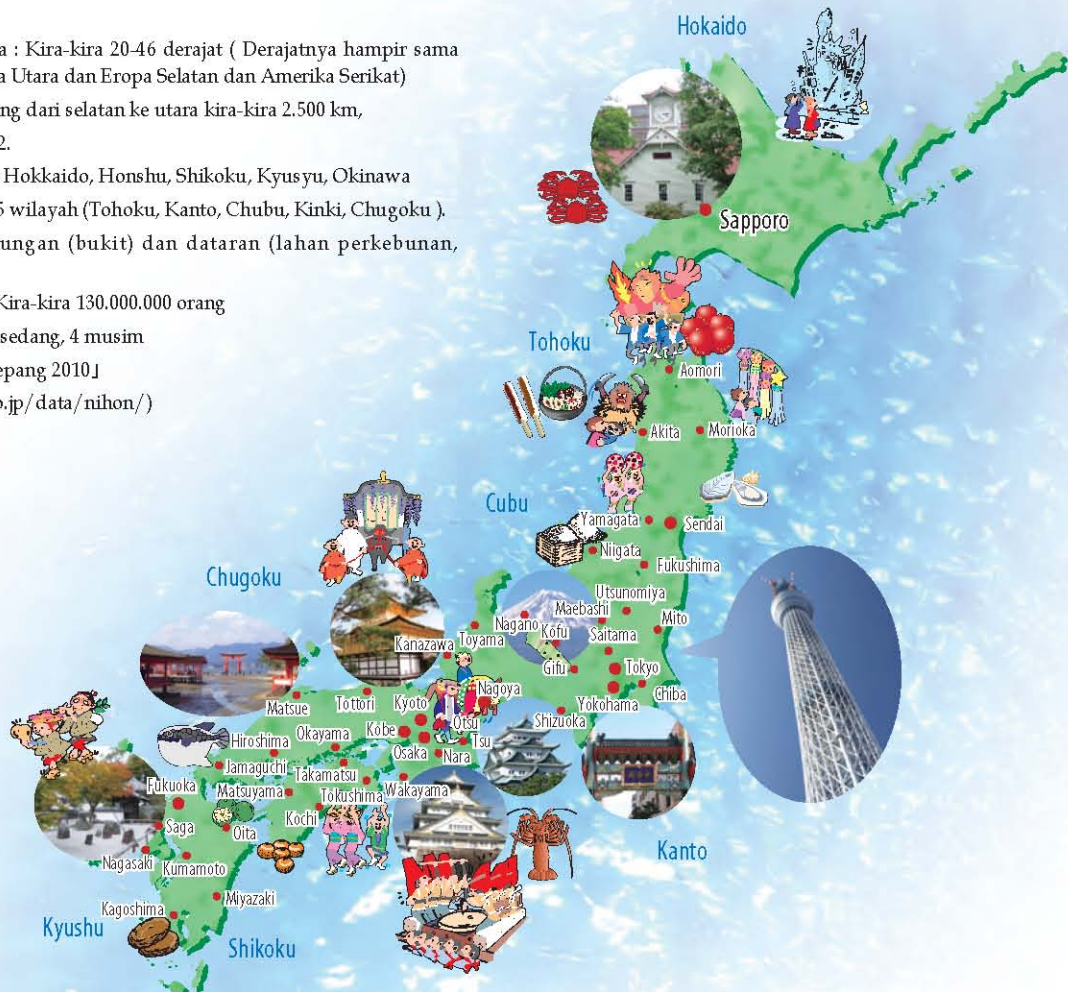 Hokaido
a : Kira-kira 20-46 derajat ( Derajatnya hampir sama
a Utara dan Eropa Selatan dan Amerika Serikat)
ng dari selatan ke utara kira-kira 2.500 km,
2.
Hokkaido, Honshu, Shikoku, Kyusyu, Okinawa
5 wilayah (Tohoku, Kanto, Chubu, Kinki, Chugoku ).
ungan (bukit) dan dataran (lahan perkebunan,
Kira-kira 130.000.000 orang
sedang, 4 musim
epang 2010」
o.jp/data/nihon/)
Sapporo
Tohoku
Aomori
Akita
Morioka
Cubu
Yamagata
Sendai
Niigata
Fukushima
Chugoku
Utsunomiya
Maebashi
Mito
Nagano
Kōfu
Saitama
Toyama
Kanazawa
Gifu
Tokyo
Chiba
Nagoya
Yokohama
Shizuoka
Matsue
Tottori
Kyoto
Otsu
Kōbe
Tsu
Okayama
Osaka
Nara
Hiroshima
Jamaguchi
Takamatsu
Wakayama
Fukuoka
Matsuyama
Tokushima
Kochi
Saga
Oita
Nagasaki
Kumamoto
Kanto
Miyazaki
Kagoshima
Kyushu
Shikoku